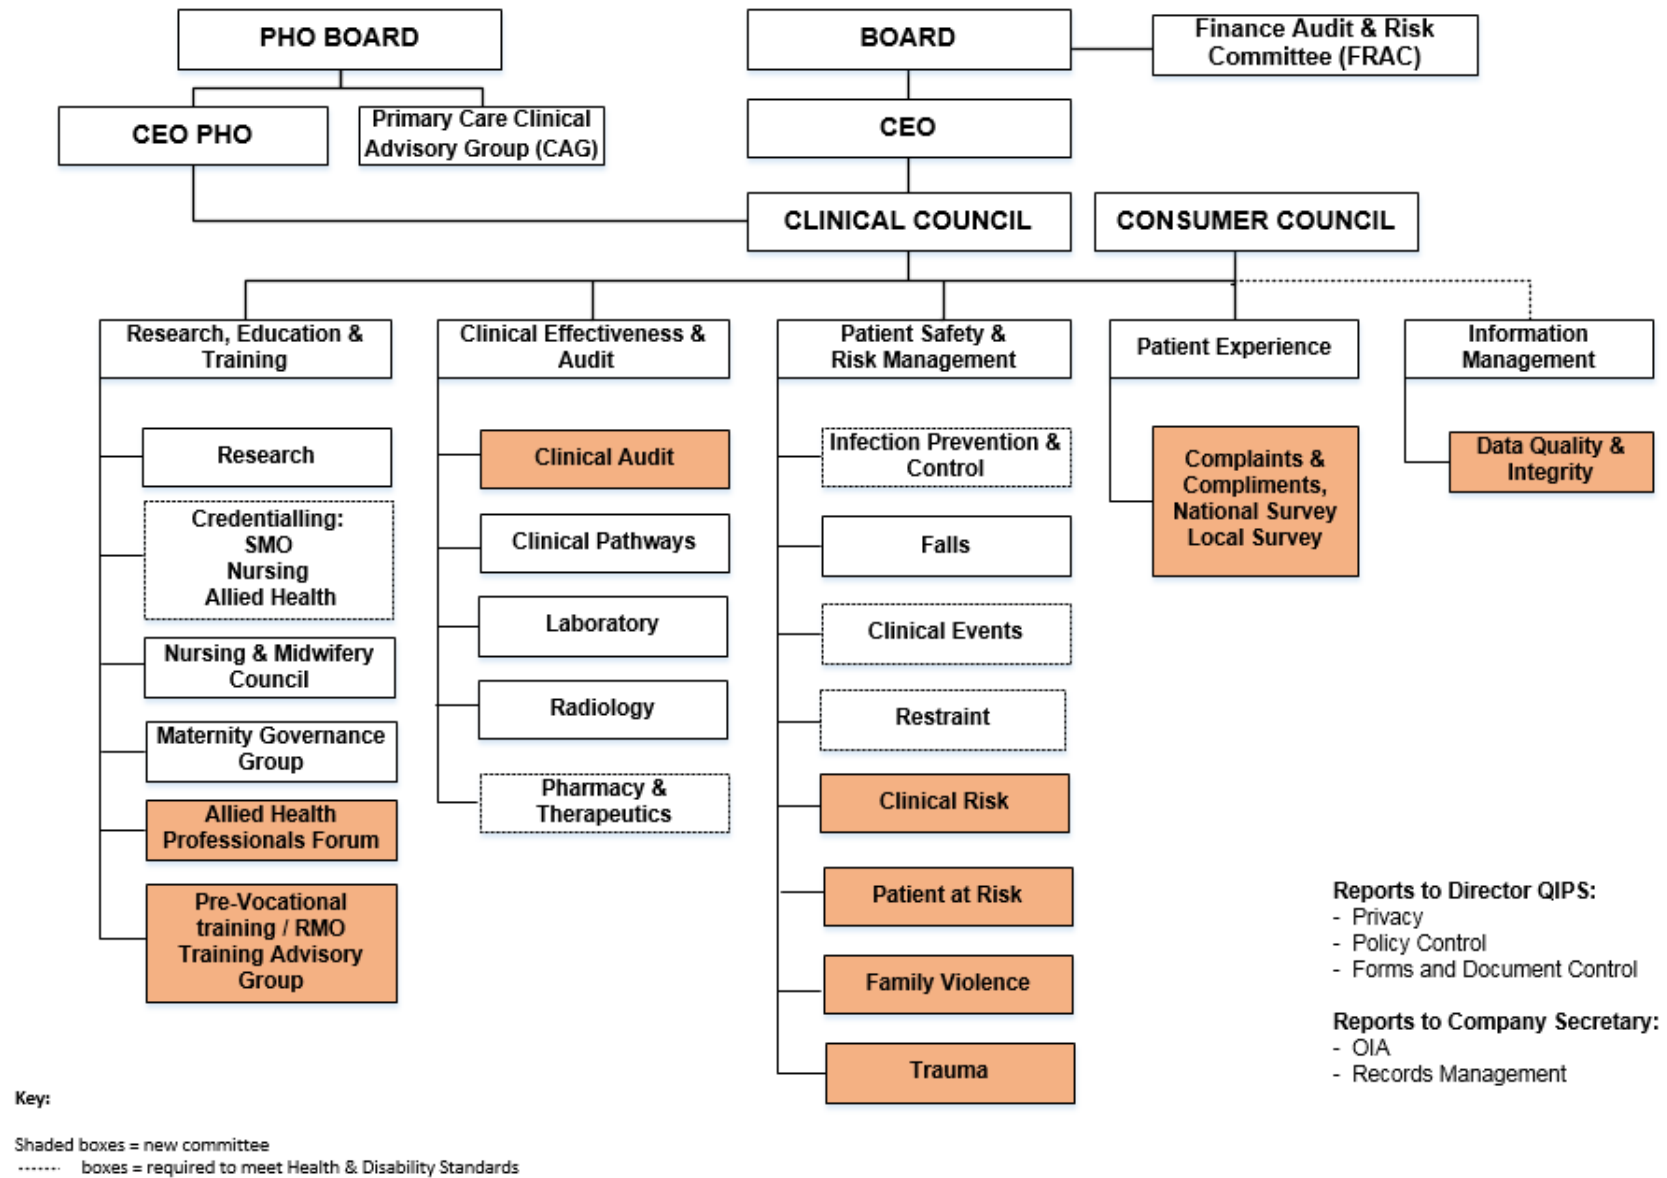 PHO BOARD
BOARD
Finance Audit & Risk
Committee (FRAC)
CEO PHO
Primary Care Clinical
Advisory Group (CAG)
CEO
CLINICAL COUNCIL
CONSUMER COUNCIL
Research, Education &
Training
Clinical Effectiveness &
Audit
Patient Safety &
Risk Management
Patient Experience
Information
Management
Research
Credentialling:
SMO
Nursing
Allied Health
Nursing & Midwifery
Council
Maternity Governance
Group
Allied Health
Professionals Forum
Pre-Vocational
training / RMO
Training Advisory
Group
Clinical Audit
Clinical Pathways
Laboratory
Radiology
Pharmacy &
Therapeutics
Infection Prevention &
Control
Falls
Clinical Events
Restraint
Clinical Risk
Patient at Risk
Family Violence
Trauma
Complaints &
Compliments,
National Survey
Local Survey
Data Quality &
Integrity
Reports to Director QIPS:
- Privacy
- Policy Control
- Forms and Document Control
Reports to Company Secretary:
- OIA
- Records Management
Key:
Shaded boxes = new committee
------ boxes = required to meet Health & Disability Standards